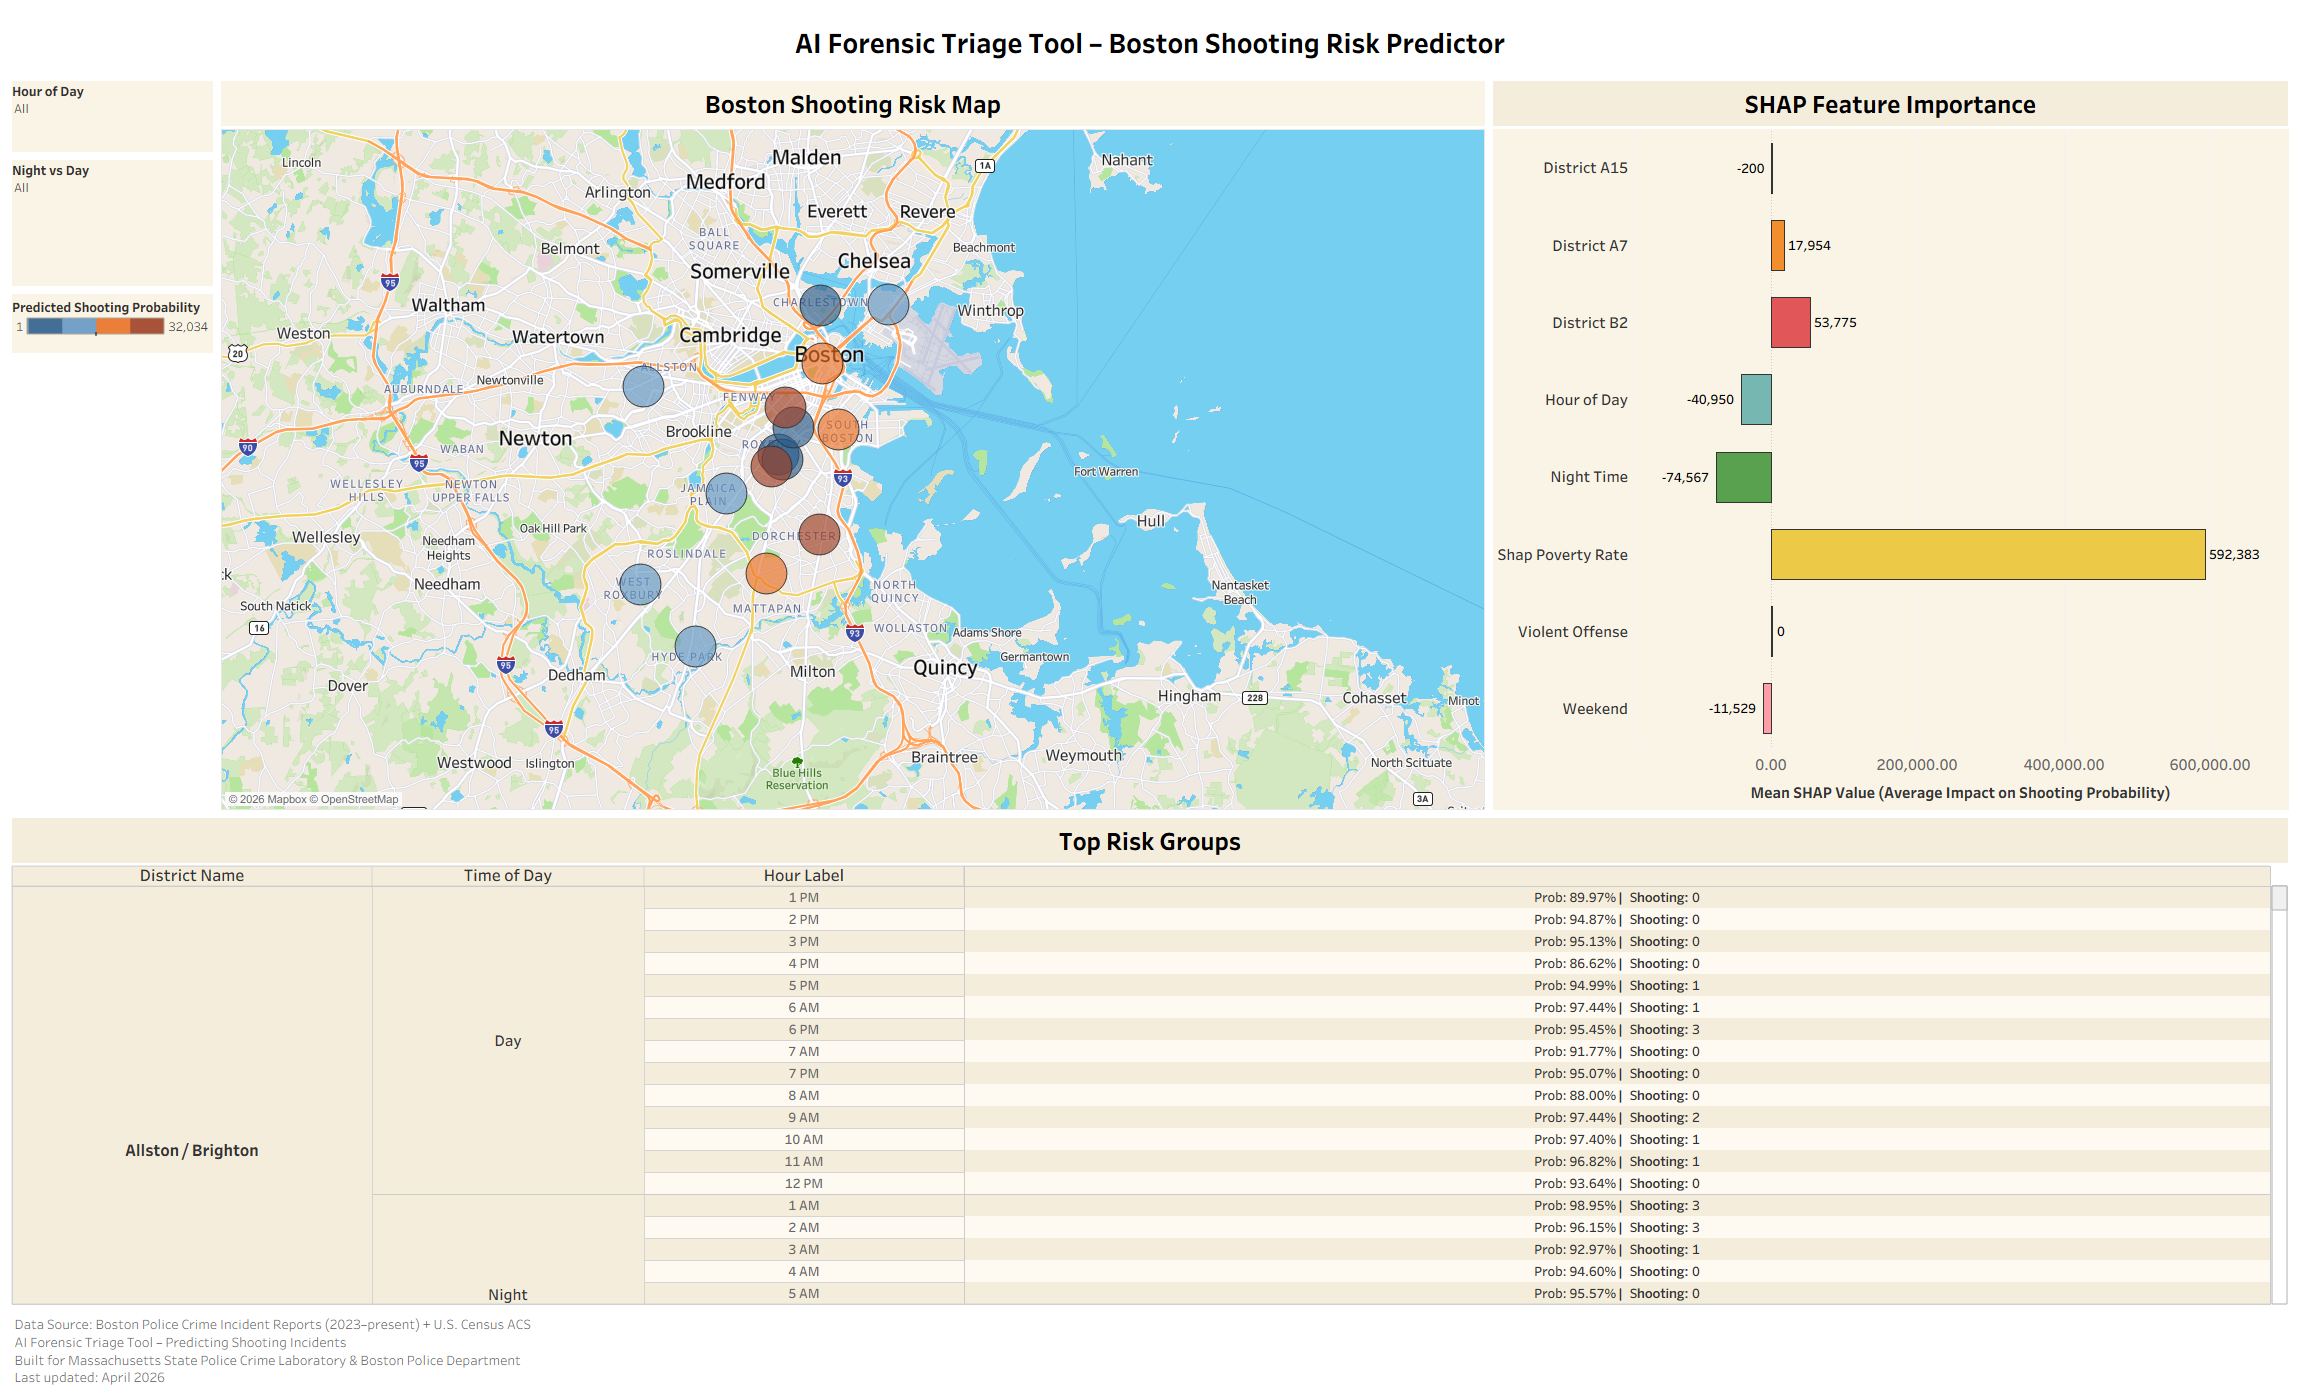 AI Forensic Triage Tool – Boston Shooting Risk Predictor
Hour of Day
All
Night vs Day
All
Predicted Shooting Probability
1 32,034
Boston Shooting Risk Map
Lincoln
Malden
Medford
Arlington
1A
Nahant
Everett
Revere
BALL
SQUARE
Belmont
Beachmont
Chelsea
Somerville
95
CHARLESTOWN
Waltham
Winthrop
Weston
Watertown
Cambridge
20
Boston
ALLSTON
Newtonville
AUBURNDALE
FENWAY
Brookline
SOUTH
BOSTON
Newton
90
WABAN
95
93
Fort Warren
WELLESLEY
HILLS
NEWTON
UPPER FALLS
JAMAICA
PLAIN
Oak Hill Park
Hull
Wellesley
Needham
Heights
DORCHESTER
ROSLINDALE
ck
Needham
WEST
ROXBURY
NORTH
QUINCY
Nantasket
Beach
South Natick
MATTAPAN
16
93
WOLLASTON
Adams Shore
HYDE PARK
Germantown
95
Dedham
Milton
Quincy
Dover
Hingham
228
Cohasset
Minot
95
Westwood
Islington
Braintree
Weymouth
North Scituate
Blue Hills
Reservation
3A
© 2026 Mapbox © OpenStreetMap
SHAP Feature Importance
District A15 -200
District A7 17,954
District B2 53,775
Hour of Day -40,950
Night Time -74,567
Shap Poverty Rate 592,383
Violent Offense 0
Weekend -11,529
0.00 200,000.00 400,000.00 600,000.00
Mean SHAP Value (Average Impact on Shooting Probability)
Top Risk Groups
District Name Time of Day Hour Label
Allston / Brighton
Day
1 PM Prob: 89.97% | Shooting: 0
2 PM Prob: 94.87% | Shooting: 0
3 PM Prob: 95.13% | Shooting: 0
4 PM Prob: 86.62% | Shooting: 0
5 PM Prob: 94.99% | Shooting: 1
6 AM Prob: 97.44% | Shooting: 1
6 PM Prob: 95.45% | Shooting: 3
7 AM Prob: 91.77% | Shooting: 0
7 PM Prob: 95.07% | Shooting: 0
8 AM Prob: 88.00% | Shooting: 0
9 AM Prob: 97.44% | Shooting: 2
10 AM Prob: 97.40% | Shooting: 1
11 AM Prob: 96.82% | Shooting: 1
12 PM Prob: 93.64% | Shooting: 0
Night
1 AM Prob: 98.95% | Shooting: 3
2 AM Prob: 96.15% | Shooting: 3
3 AM Prob: 92.97% | Shooting: 1
4 AM Prob: 94.60% | Shooting: 0
5 AM Prob: 95.57% | Shooting: 0
Data Source: Boston Police Crime Incident Reports (2023–present) + U.S. Census ACS
AI Forensic Triage Tool – Predicting Shooting Incidents
Built for Massachusetts State Police Crime Laboratory & Boston Police Department
Last updated: April 2026